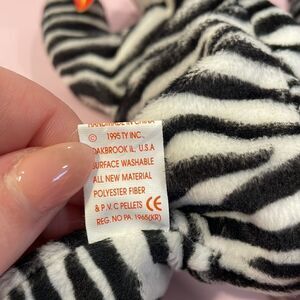 HANDMADE IN CHINA
© 1995 TY INC.
OAKBROOK IL. U.S.A
SURFACE WASHABLE
ALL NEW MATERIAL
POLYESTER FIBER
& P.V.C PELLETS CE
REG. NO PA. 1965(KR)